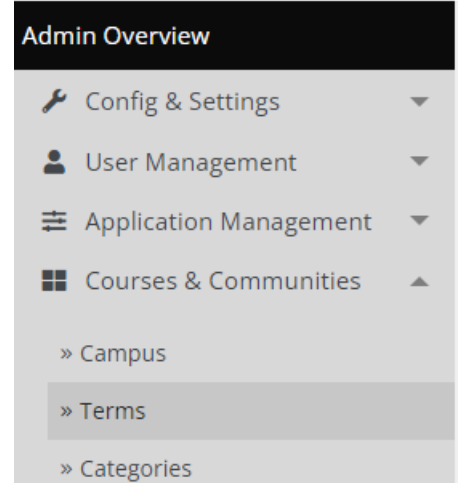 Admin Overview
Config & Settings
User Management
Application Management
Courses & Communities
» Campus
» Terms
» Categories